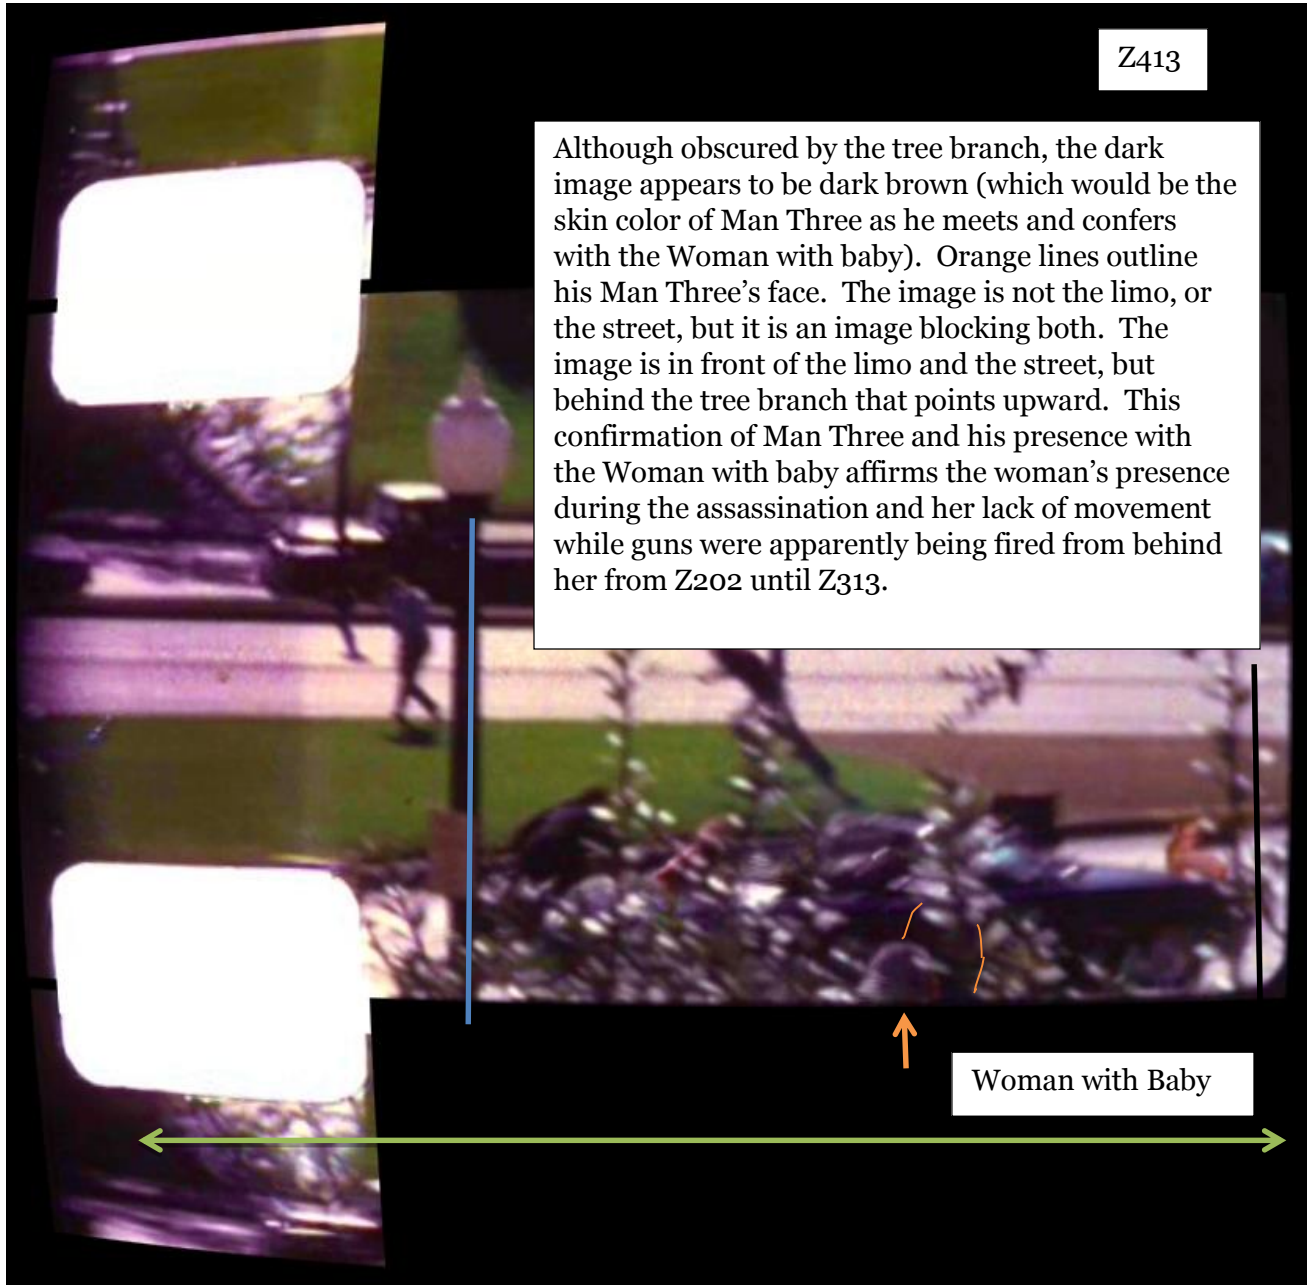 Z413
Although obscured by the tree branch, the dark
image appears to be dark brown (which would be the
skin color of Man Three as he meets and confers
with the Woman with baby).  Orange lines outline
his Man Three’s face.  The image is not the limo, or
the street, but it is an image blocking both.  The
image is in front of the limo and the street, but
behind the tree branch that points upward.  This
confirmation of Man Three and his presence with
the Woman with baby affirms the woman’s presence
during the assassination and her lack of movement
while guns were apparently being fired from behind
her from Z202 until Z313.
Woman with Baby